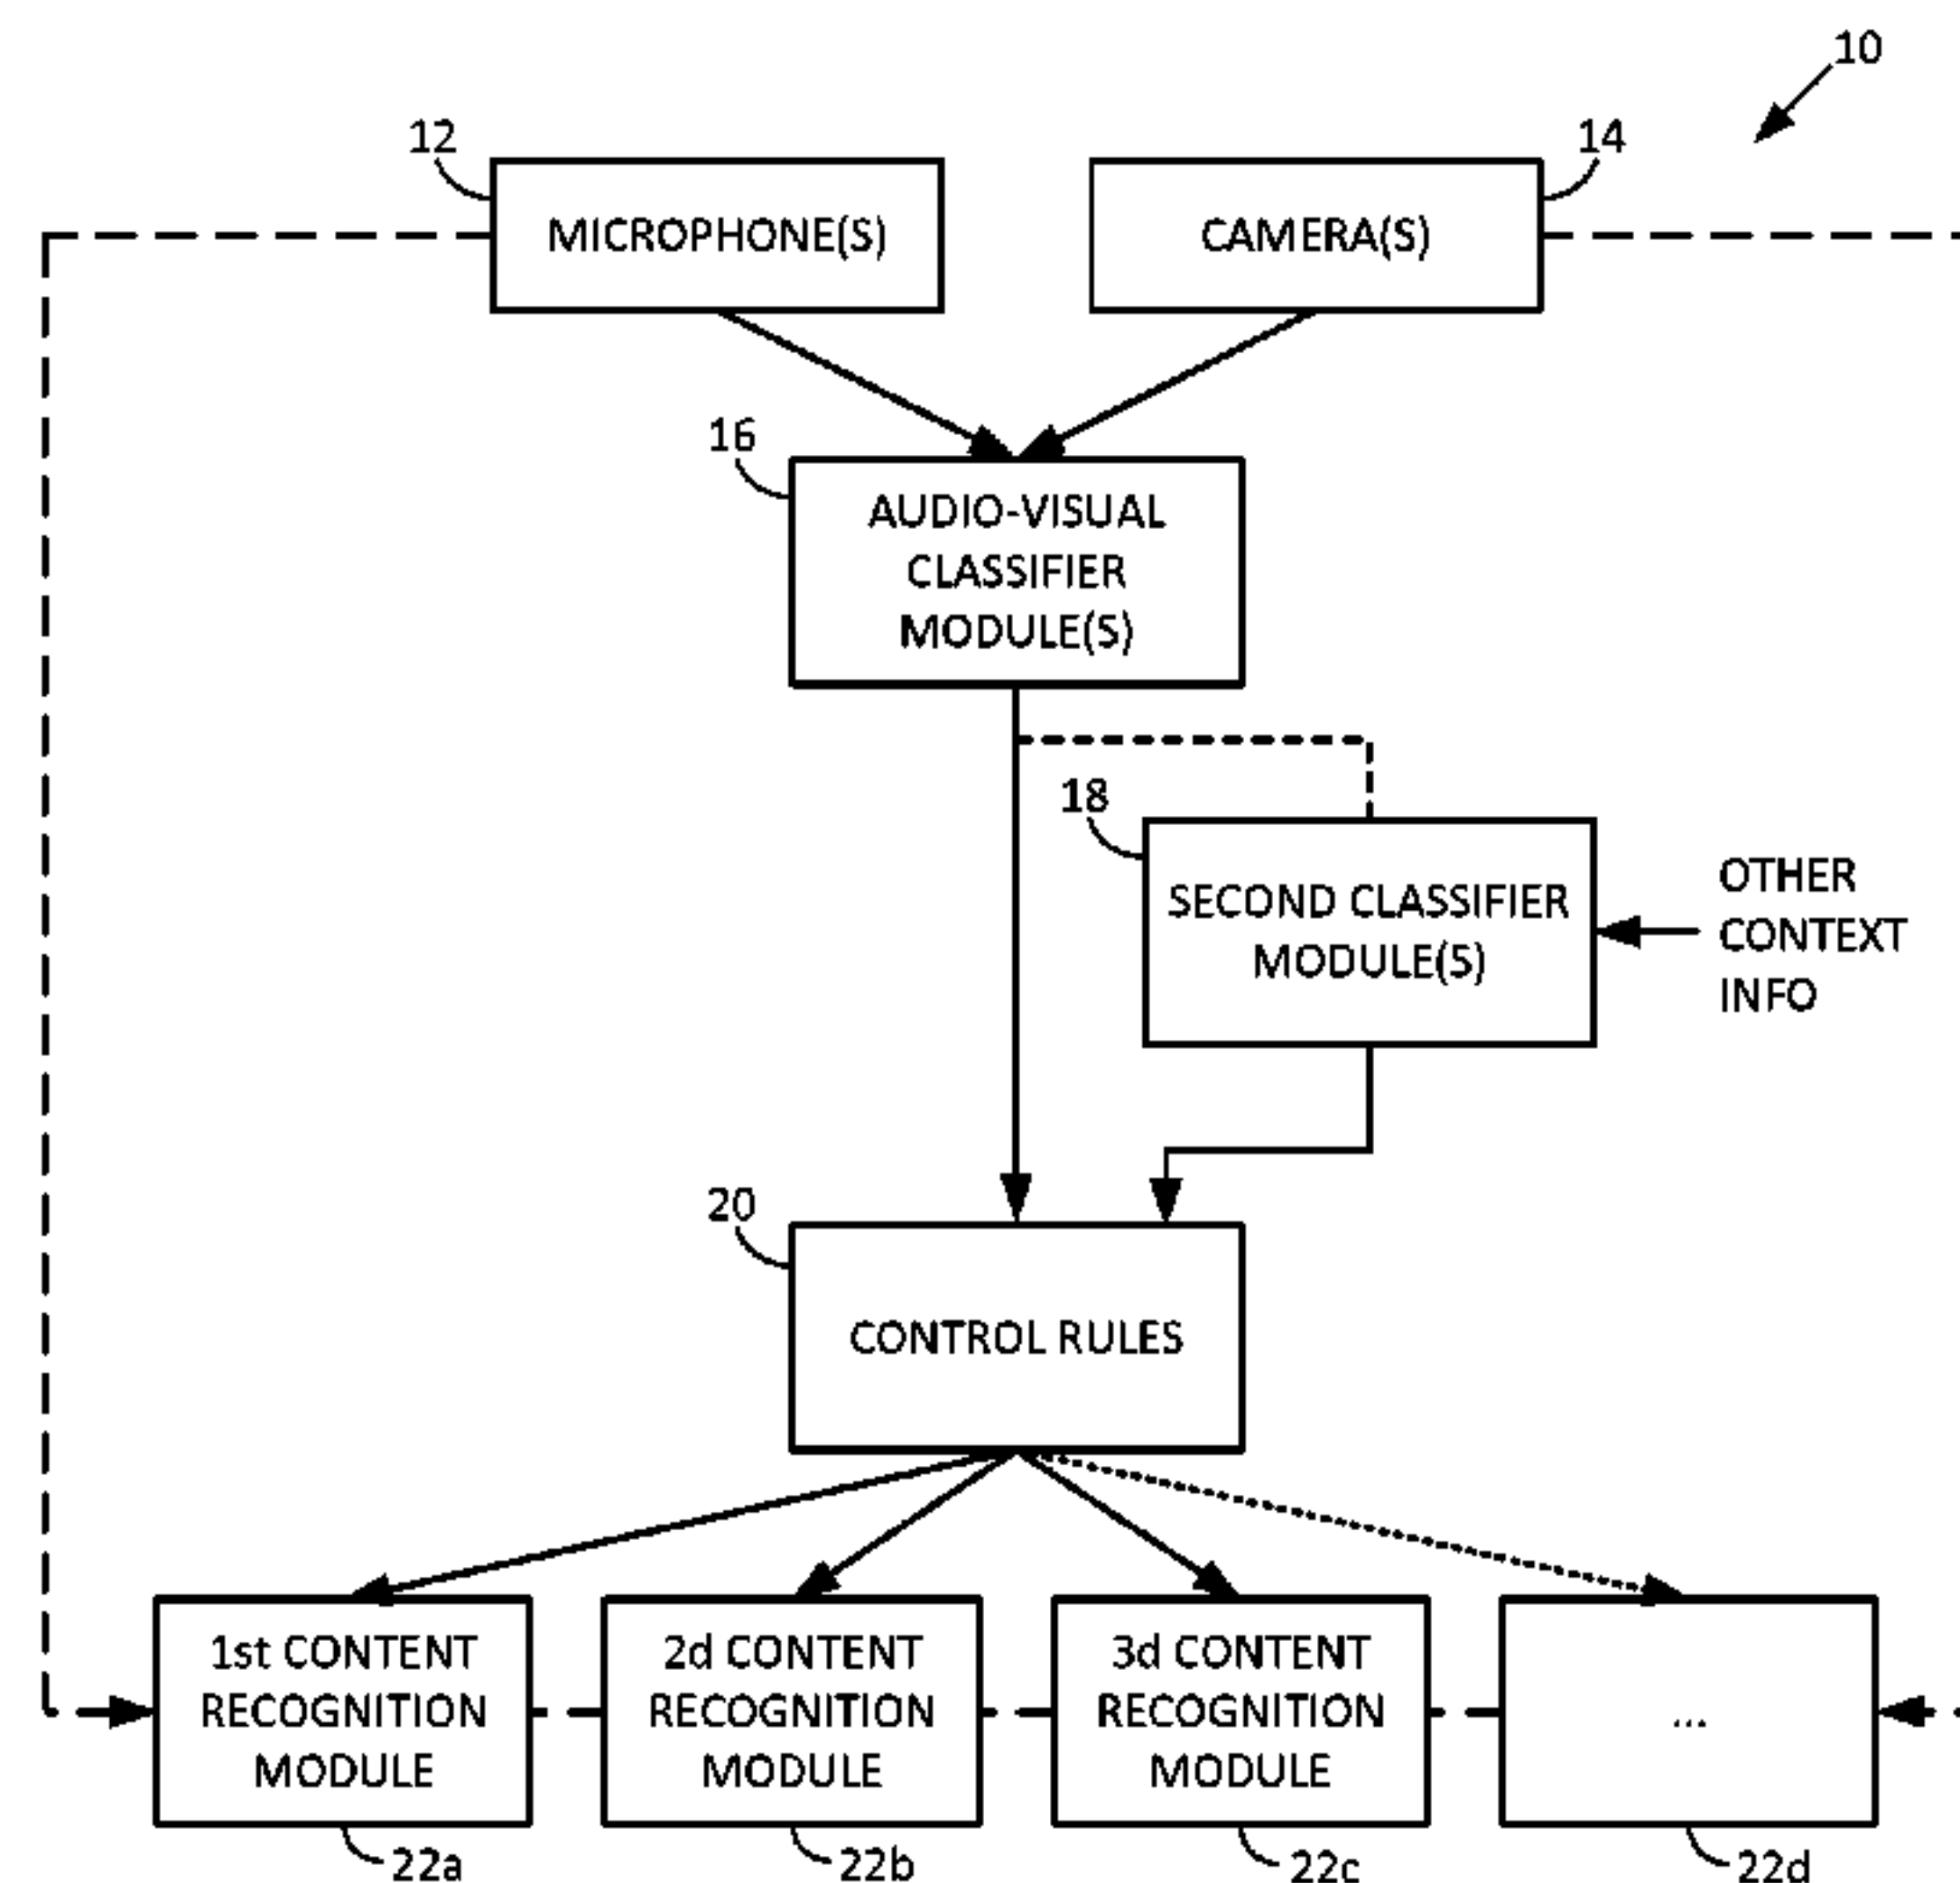 10
12
14
MICROPHONE(S)
CAMERA(S)
16
AUDIO-VISUAL
CLASSIFIER
MODULE(S)
18
SECOND CLASSIFIER
MODULE(S)
OTHER
CONTEXT
INFO
20
CONTROL RULES
1st CONTENT
RECOGNITION
MODULE
2d CONTENT
RECOGNITION
MODULE
3d CONTENT
RECOGNITION
MODULE
...
22a
22b
22c
22d